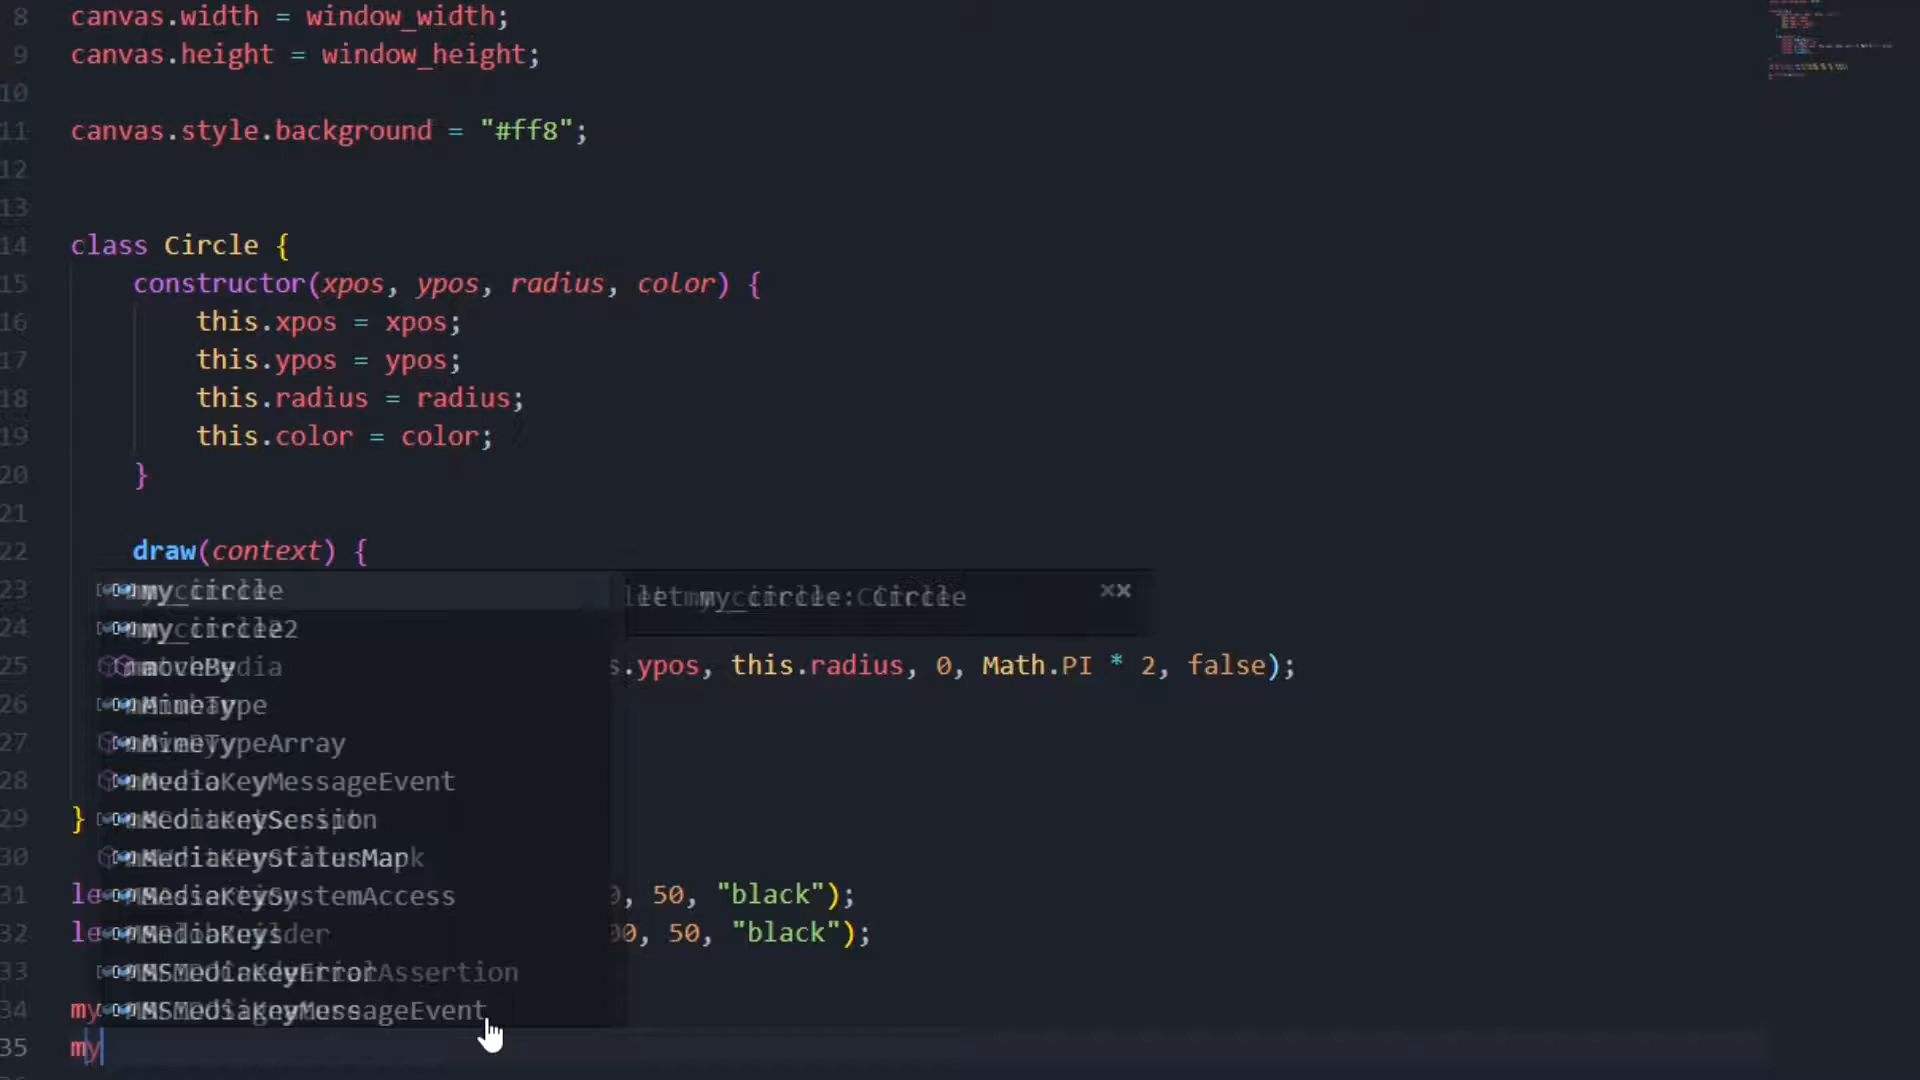 8 canvas.width = window_width;
9 canvas.height = window_height;
10
11 canvas.style.background = "#ff8";
12
13
14 class Circle {
15 constructor(xpos, ypos, radius, color) {
16 this.xpos = xpos;
17 this.ypos = ypos;
18 this.radius = radius;
19 this.color = color;
20 }
21
22 draw(context) {
23 my_circle let my_circle: Circle
24 my_circle2
25 moveBy s.ypos, this.radius, 0, Math.PI * 2, false);
26 MimeType
27 MimeTypeArray
28 MediaKeyMessageEvent
29 } MediaKeySession
30 MediaKeyStatusMap
31 le MediaKeySystemAccess 0, 50, "black");
32 le MediaKeys 00, 50, "black");
33 MSMediaKeyError
34 my MSMediaKeyMessageEvent
35 my